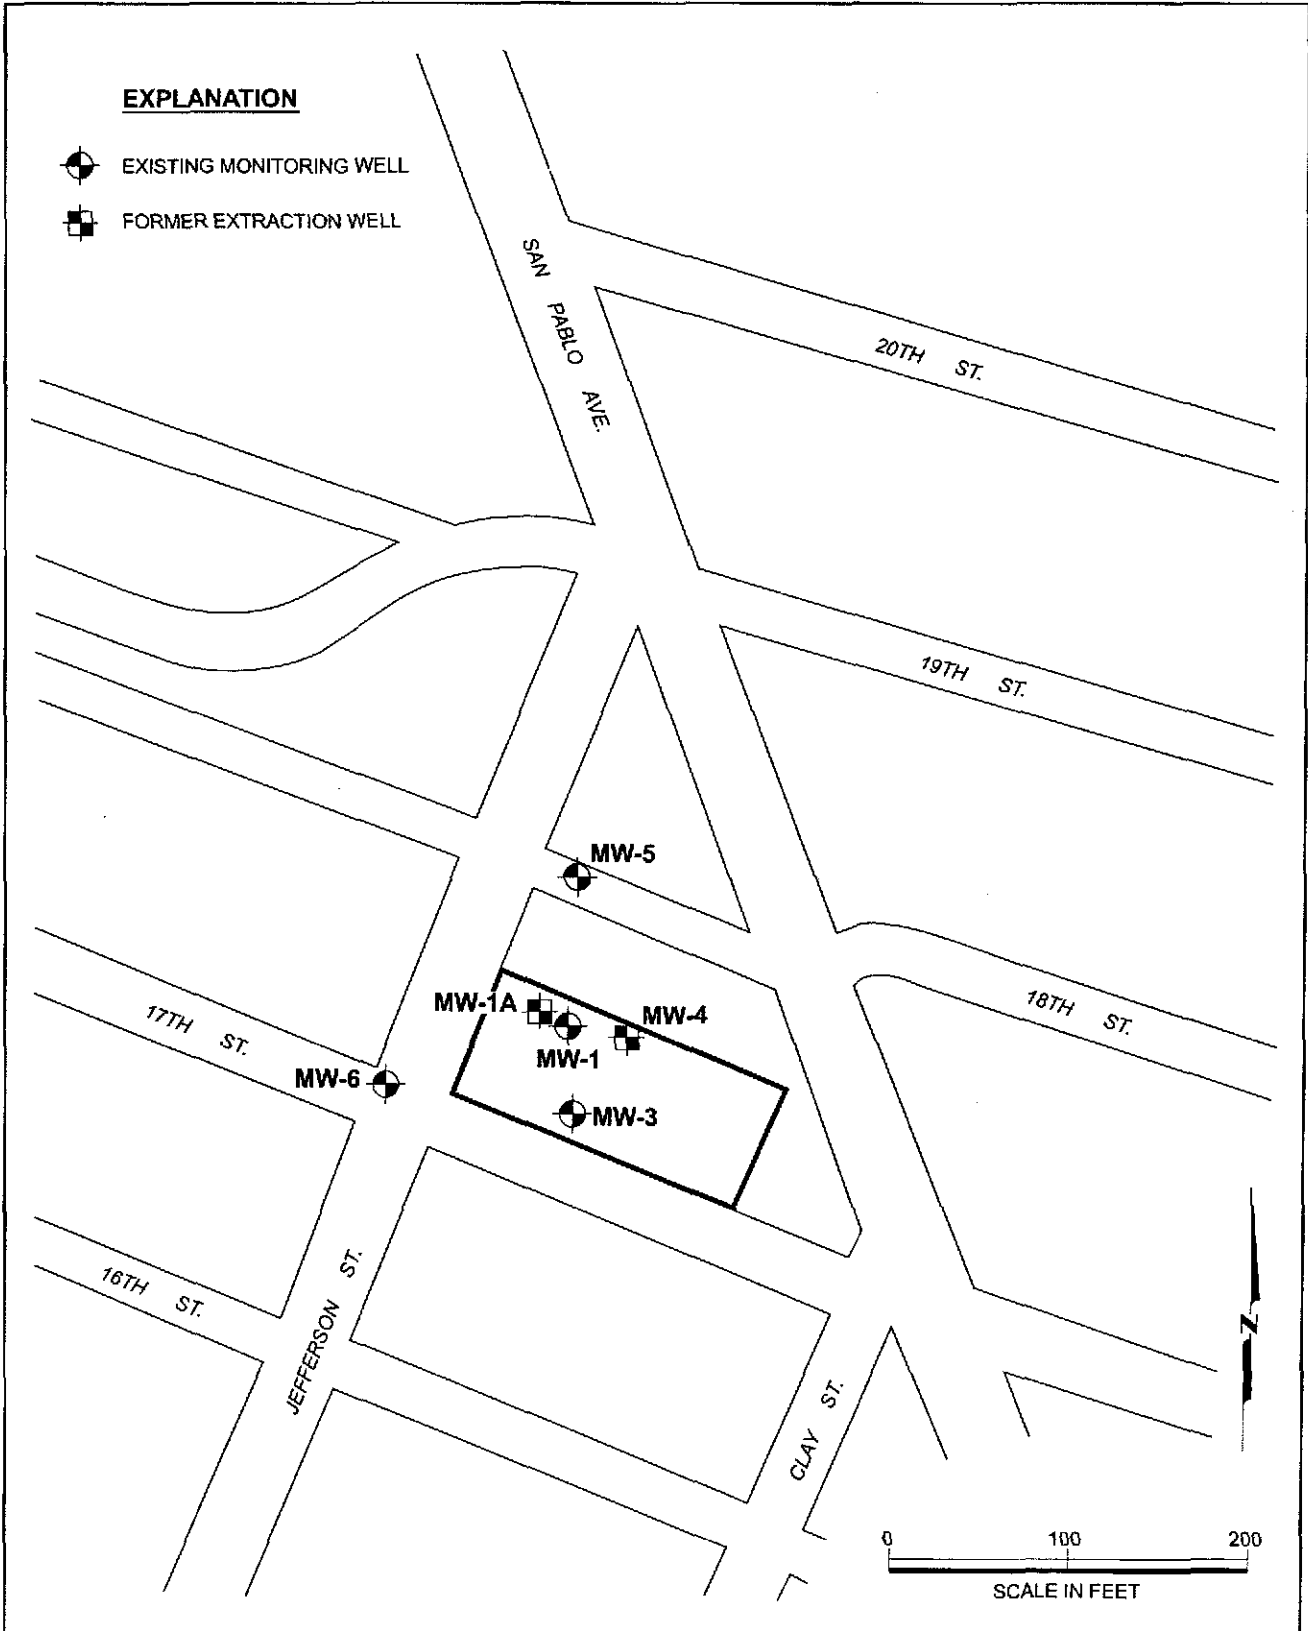 EXPLANATION
EXISTING MONITORING WELL
FORMER EXTRACTION WELL
SAN PABLO AVE.
20TH ST.
19TH ST.
MW-5
18TH ST.
MW-1A
MW-4
17TH ST.
MW-1
MW-6
MW-3
16TH ST.
JEFFERSON ST.
CLAY ST.
N
0 100 200
SCALE IN FEET